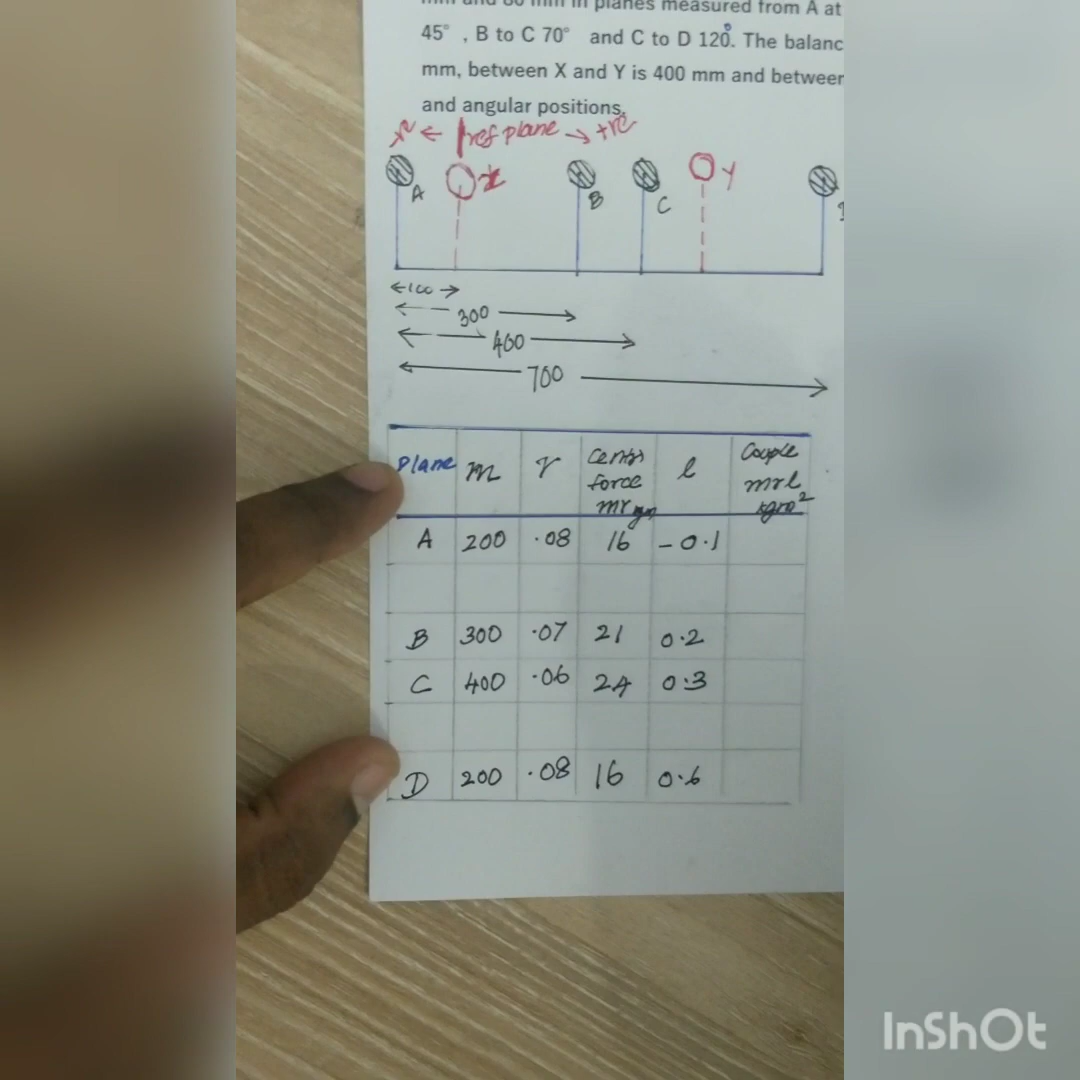 45° , B to C 70° and C to D 120°. The balanc
mm, between X and Y is 400 mm and between
and angular positions.
ref plane → +ve
A
B
C
Y
100
300
400
700
Plane m r Centri force mr l Couple mrl kgm²
A 200 .08 16 - 0.1
B 300 .07 21 0.2
C 400 .06 24 0.3
D 200 .08 16 0.6
InShOt